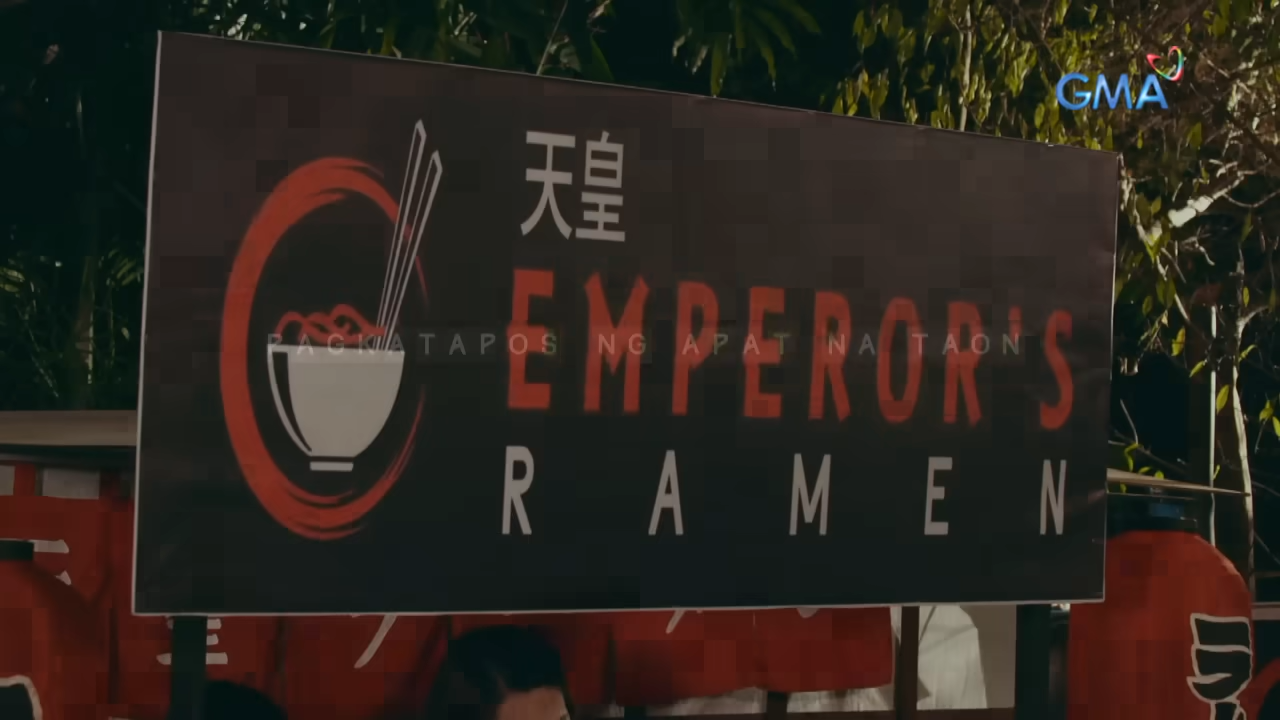 GMA
天皇
EMPEROR'S
PAGKATAPOS NG APAT NA TAON
RAMEN